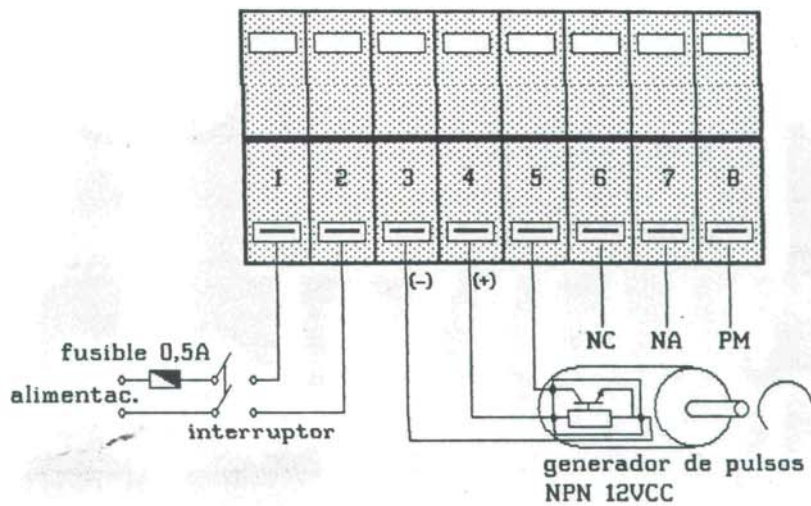 1 2 3 4 5 6 7 8
(-) (+)
NC NA PM
fusible 0,5A
alimentac.
interruptor
generador de pulsos
NPN 12VCC